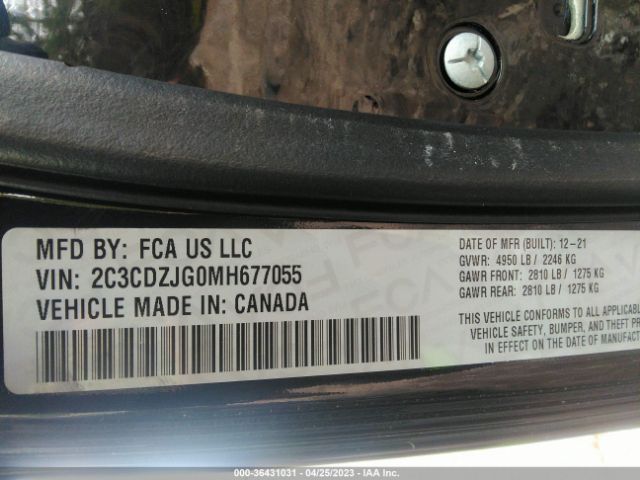 MFD BY: FCA US LLC
VIN: 2C3CDZJG0MH677055
VEHICLE MADE IN: CANADA
DATE OF MFR (BUILT): 12-21
GVWR: 4950 LB / 2246 KG
GAWR FRONT: 2810 LB / 1275 KG
GAWR REAR: 2810 LB / 1275 KG
THIS VEHICLE CONFORMS TO ALL APPLICABL
VEHICLE SAFETY, BUMPER, AND THEFT P
IN EFFECT ON THE DATE OF MANUFACTUR
000-36431031 - 04/25/2023 - IAA Inc.